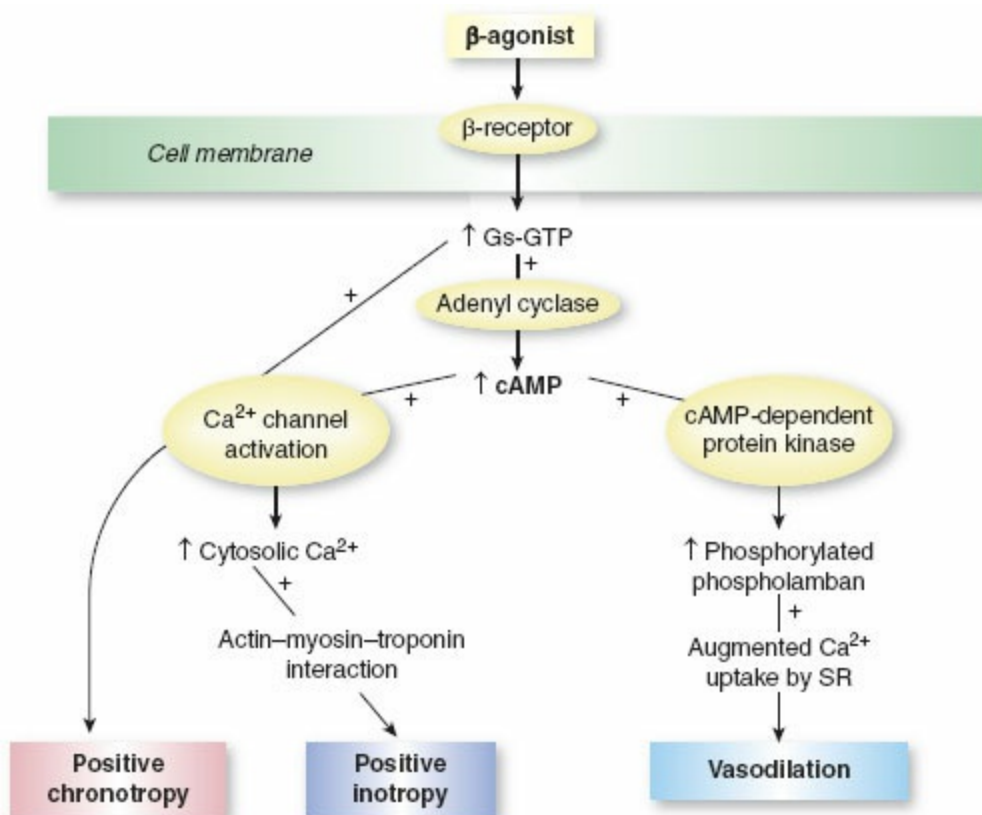 β-agonist
β-receptor
Cell membrane
↑ Gs-GTP
+
+
Adenyl cyclase
↑ cAMP
+
+
Ca²⁺ channel
activation
cAMP-dependent
protein kinase
↑ Cytosolic Ca²⁺
+
↑ Phosphorylated
phospholamban
+
Actin–myosin–troponin
interaction
Augmented Ca²⁺
uptake by SR
Positive
chronotropy
Positive
inotropy
Vasodilation